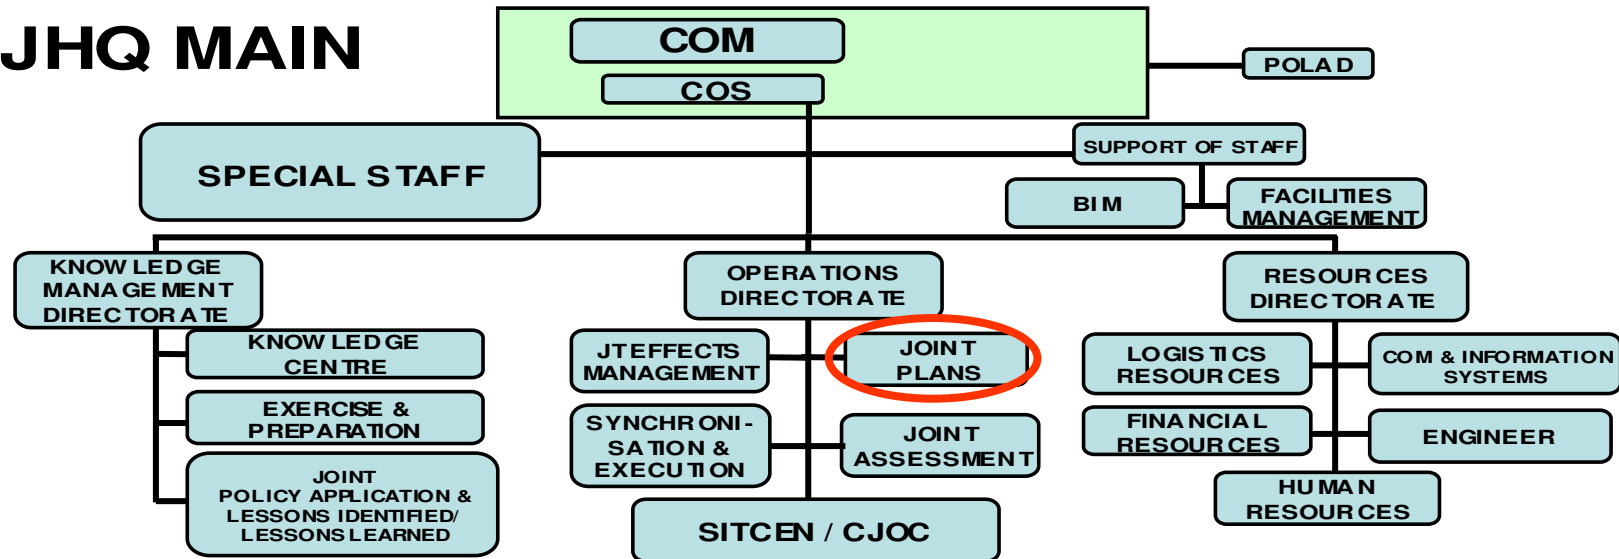 JHQ MAIN
COM
COS
POLAD
SPECIAL STAFF
SUPPORT OF STAFF
BIM
FACILITIES
MANAGEMENT
KNOWLEDGE
MANAGEMENT
DIRECTORATE
KNOWLEDGE
CENTRE
EXERCISE &
PREPARATION
JOINT
POLICY APPLICATION &
LESSONS IDENTIFIED/
LESSONS LEARNED
OPERATIONS
DIRECTORATE
JT EFFECTS
MANAGEMENT
JOINT
PLANS
SYNCHRONI-
SATION &
EXECUTION
JOINT
ASSESSMENT
SITCEN / CJOC
RESOURCES
DIRECTORATE
LOGISTICS
RESOURCES
COM & INFORMATION
SYSTEMS
FINANCIAL
RESOURCES
ENGINEER
HUMAN
RESOURCES